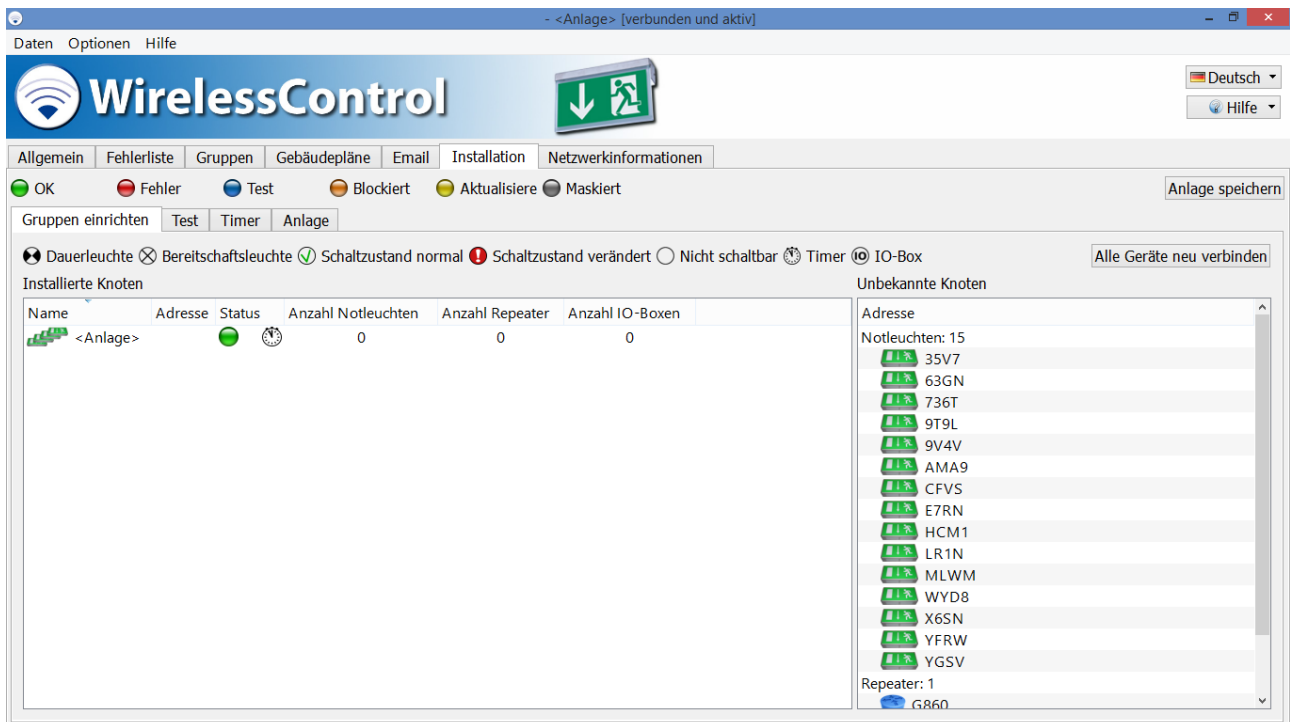 - <Anlage> [verbunden und aktiv]
Daten Optionen Hilfe
WirelessControl
Deutsch
Hilfe
Allgemein Fehlerliste Gruppen Gebäudepläne Email Installation Netzwerkinformationen
OK Fehler Test Blockiert Aktualisiere Maskiert Anlage speichern
Gruppen einrichten Test Timer Anlage
Dauerleuchte Bereitschaftsleuchte Schaltzustand normal Schaltzustand verändert Nicht schaltbar Timer IO IO-Box Alle Geräte neu verbinden
Installierte Knoten Unbekannte Knoten
Name Adresse Status Anzahl Notleuchten Anzahl Repeater Anzahl IO-Boxen Adresse
<Anlage> 0 0 0 Notleuchten: 15
35V7
63GN
736T
9T9L
9V4V
AMA9
CFVS
E7RN
HCM1
LR1N
MLWM
WYD8
X6SN
YFRW
YGSV
Repeater: 1
G860